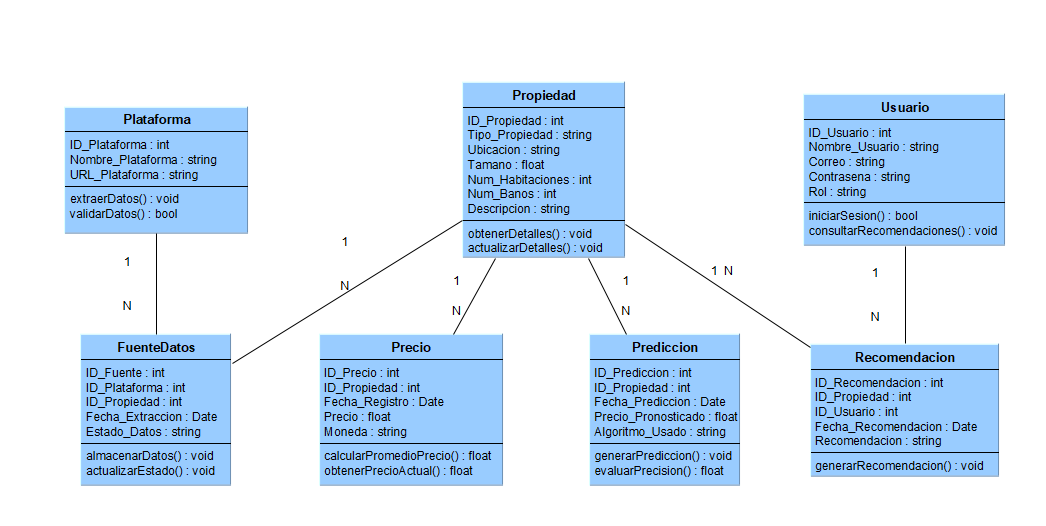 Plataforma
ID_Plataforma : int
Nombre_Plataforma : string
URL_Plataforma : string
extraerDatos() : void
validarDatos() : bool
Propiedad
ID_Propiedad : int
Tipo_Propiedad : string
Ubicacion : string
Tamano : float
Num_Habitaciones : int
Num_Banos : int
Descripcion : string
obtenerDetalles() : void
actualizarDetalles() : void
Usuario
ID_Usuario : int
Nombre_Usuario : string
Correo : string
Contrasena : string
Rol : string
iniciarSesion() : bool
consultarRecomendaciones() : void
1
N
1
N
1
N
1
N
1 N
1
N
FuenteDatos
ID_Fuente : int
ID_Plataforma : int
ID_Propiedad : int
Fecha_Extraccion : Date
Estado_Datos : string
almacenarDatos() : void
actualizarEstado() : void
Precio
ID_Precio : int
ID_Propiedad : int
Fecha_Registro : Date
Precio : float
Moneda : string
calcularPromedioPrecio() : float
obtenerPrecioActual() : float
Prediccion
ID_Prediccion : int
ID_Propiedad : int
Fecha_Prediccion : Date
Precio_Pronosticado : float
Algoritmo_Usado : string
generarPrediccion() : void
evaluarPrecision() : float
Recomendacion
ID_Recomendacion : int
ID_Propiedad : int
ID_Usuario : int
Fecha_Recomendacion : Date
Recomendacion : string
generarRecomendacion() : void